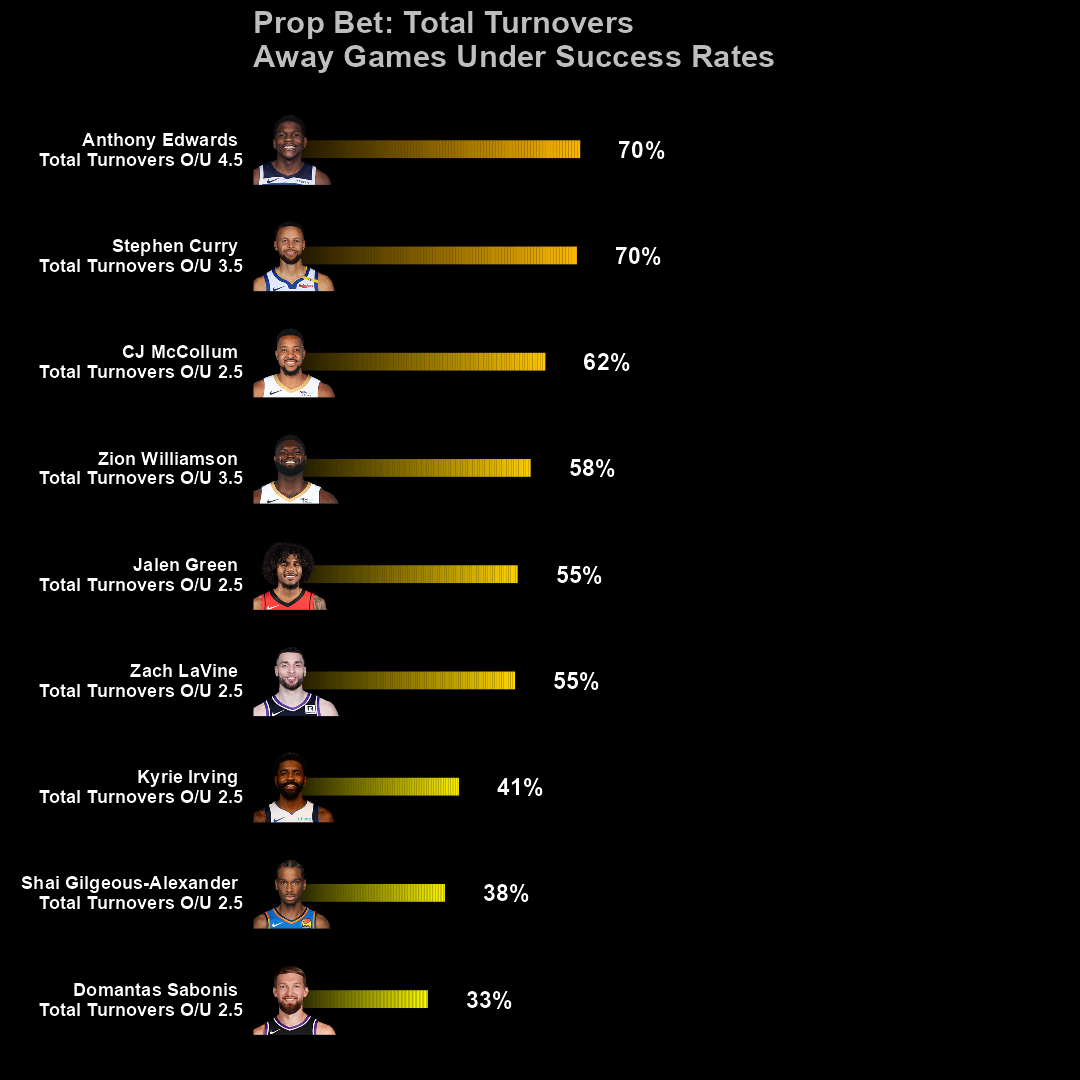 Prop Bet: Total Turnovers
Away Games Under Success Rates
Anthony Edwards
Total Turnovers O/U 4.5
70%
Stephen Curry
Total Turnovers O/U 3.5
70%
CJ McCollum
Total Turnovers O/U 2.5
62%
Zion Williamson
Total Turnovers O/U 3.5
58%
Jalen Green
Total Turnovers O/U 2.5
55%
Zach LaVine
Total Turnovers O/U 2.5
55%
Kyrie Irving
Total Turnovers O/U 2.5
41%
Shai Gilgeous-Alexander
Total Turnovers O/U 2.5
38%
Domantas Sabonis
Total Turnovers O/U 2.5
33%